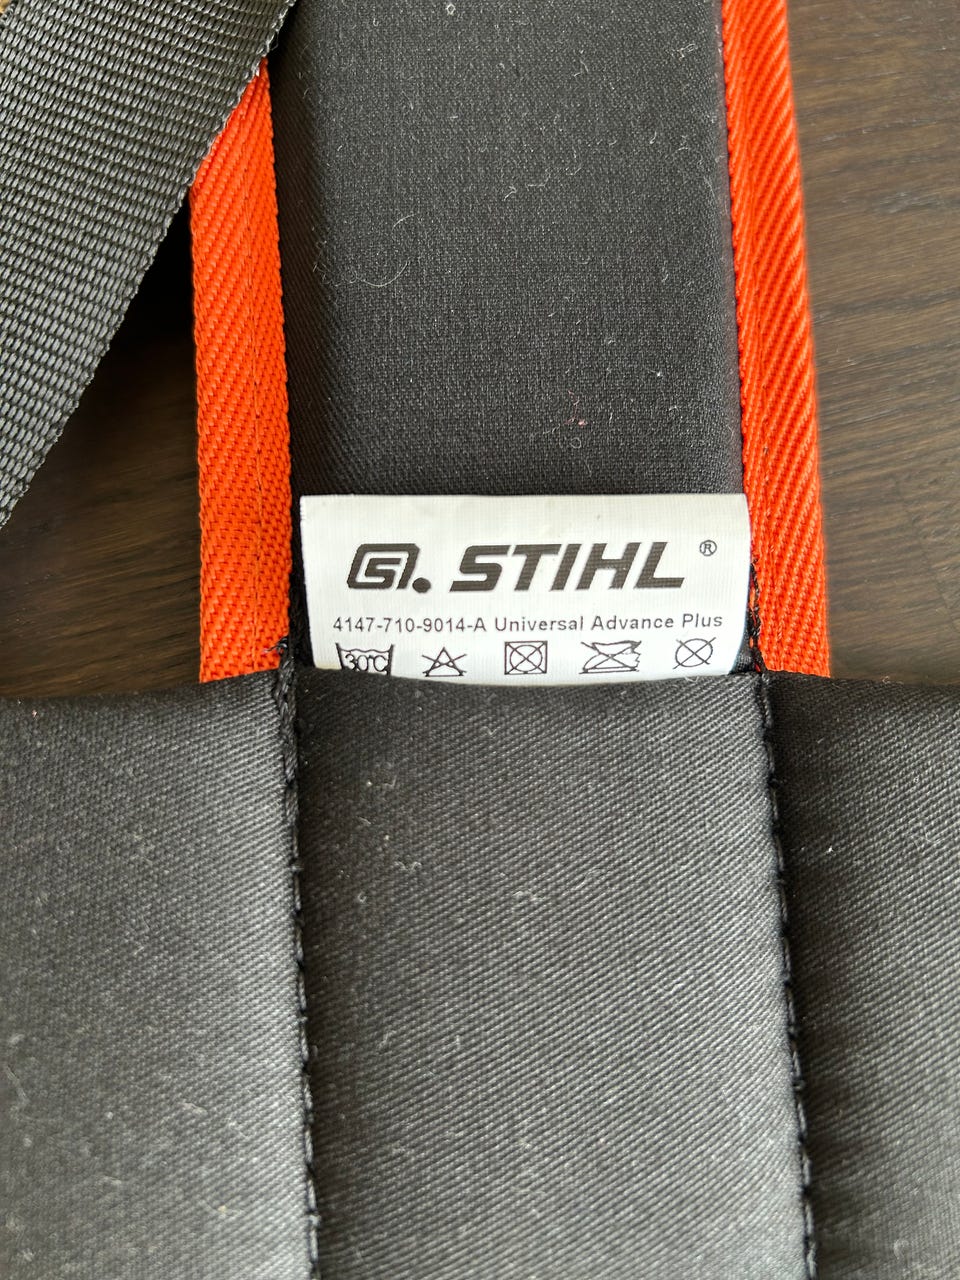 STIHL ®
4147-710-9014-A Universal Advance Plus
30°C